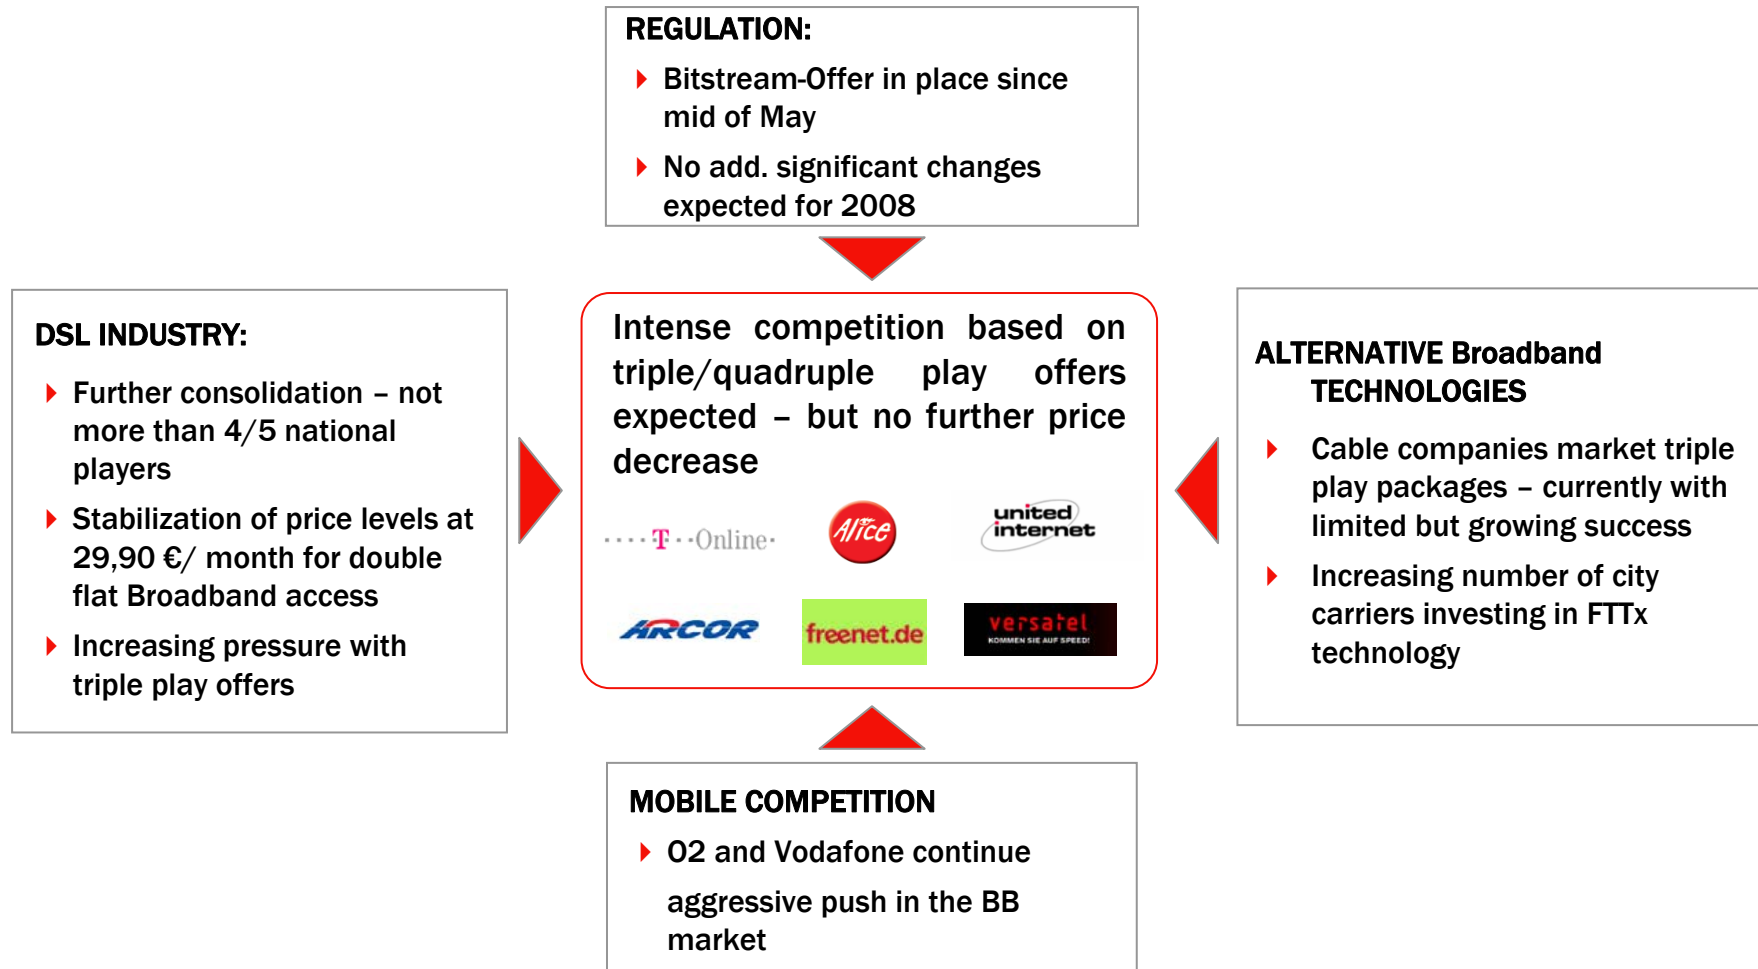 REGULATION:
Bitstream-Offer in place since
mid of May
No add. significant changes
expected for 2008
DSL INDUSTRY:
Further consolidation – not
more than 4/5 national
players
Stabilization of price levels at
29,90 €/ month for double
flat Broadband access
Increasing pressure with
triple play offers
Intense competition based on
triple/quadruple play offers
expected – but no further price
decrease
T Online
Alice
united
internet
ARCOR
freenet.de
versatel
KOMMEN SIE AUF SPEED!
ALTERNATIVE Broadband
TECHNOLOGIES
Cable companies market triple
play packages – currently with
limited but growing success
Increasing number of city
carriers investing in FTTx
technology
MOBILE COMPETITION
O2 and Vodafone continue
aggressive push in the BB
market